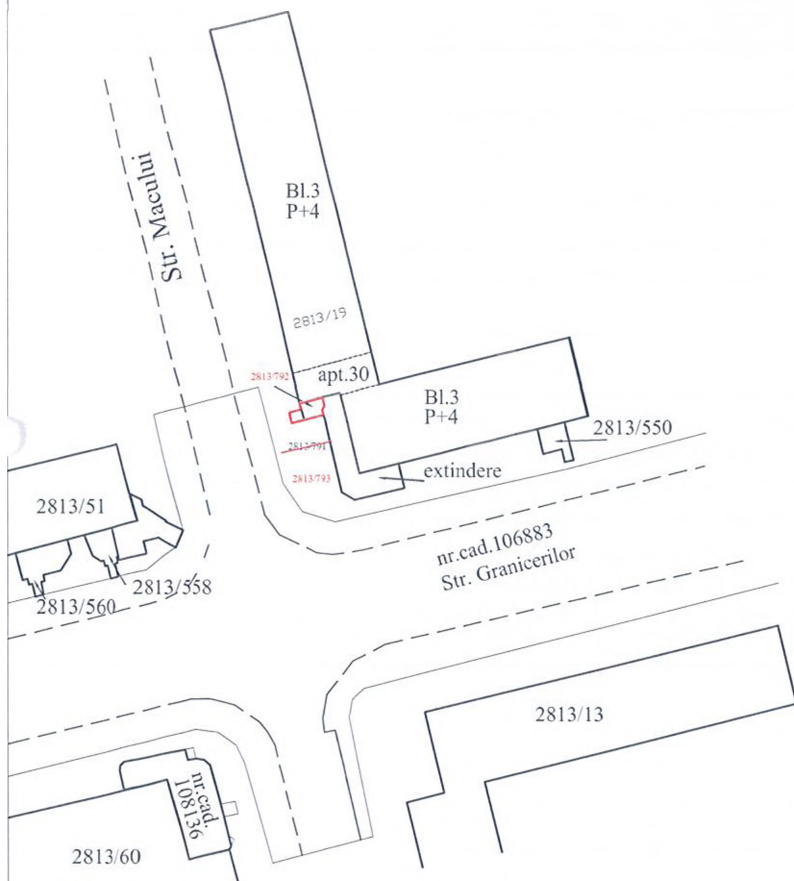 Str. Macului
Bl.3
P+4
2813/19
2813/792
apt.30
Bl.3
P+4
2813/550
2813/791
2813/793
extindere
2813/51
nr.cad.106883
Str. Granicerilor
2813/558
2813/560
2813/13
nr.cad.
108136
2813/60